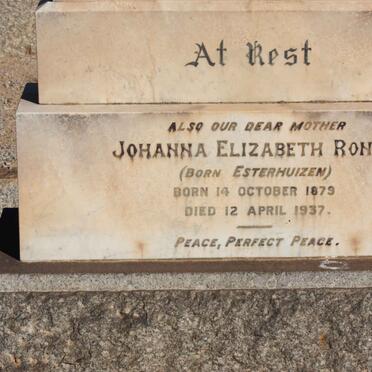 At Rest
ALSO OUR DEAR MOTHER
JOHANNA ELIZABETH RON
(BORN ESTERHUIZEN)
BORN 14 OCTOBER 1879
DIED 12 APRIL 1937.
PEACE, PERFECT PEACE.